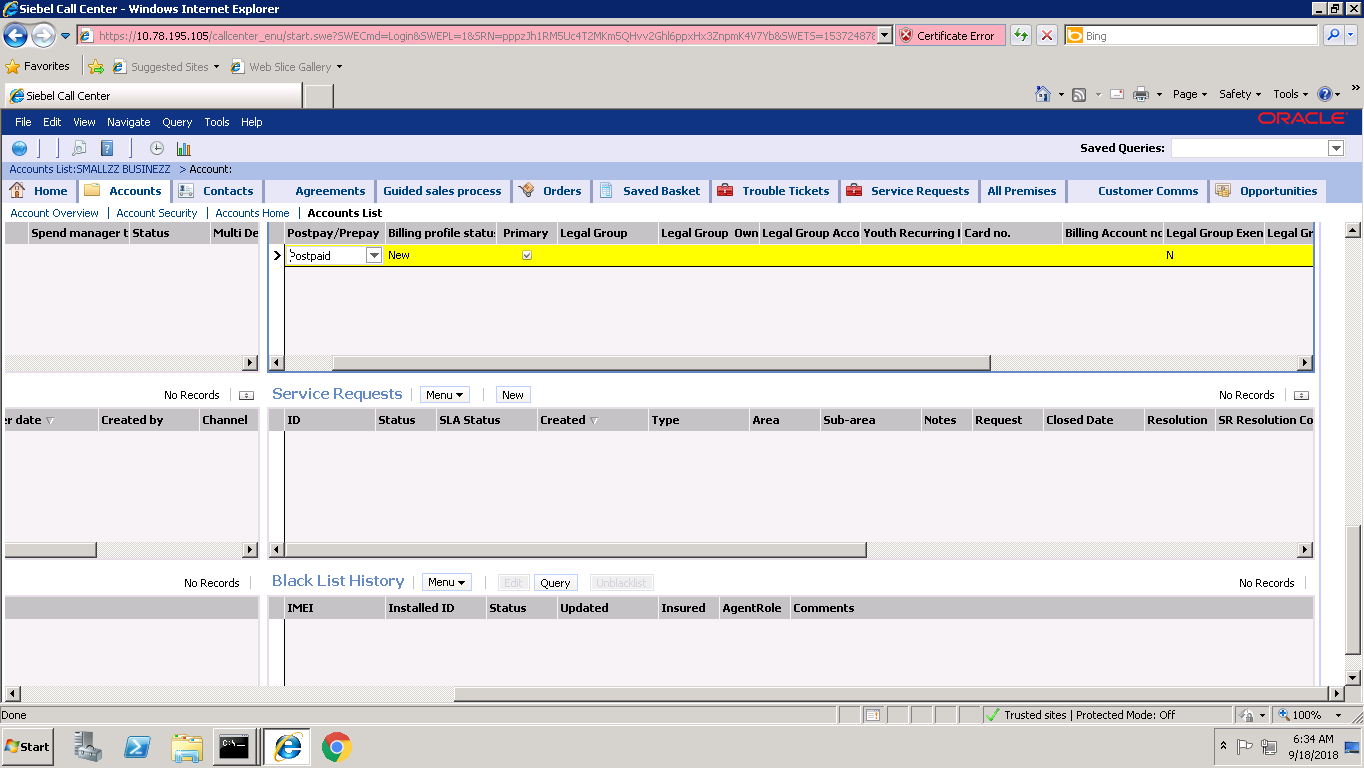 Siebel Call Center - Windows Internet Explorer
https://10.78.195.105/callcenter_enu/start.swe?SWECmd=Login&SWEPL=1&SRN=pppzJh1RM5Uc4T2MKm5QHvv2Ghl6ppxHx3ZnpmK4V7Yb&SWETS=153724878 Certificate Error Bing
Favorites Suggested Sites Web Slice Gallery
Siebel Call Center Page Safety Tools
File Edit View Navigate Query Tools Help ORACLE
Saved Queries:
Accounts List:SMALLZZ BUSINEZZ > Account:
Home Accounts Contacts Agreements Guided sales process Orders Saved Basket Trouble Tickets Service Requests All Premises Customer Comms Opportunities
Account Overview | Account Security | Accounts Home | Accounts List
Spend manager t Status Multi De Postpay/Prepay Billing profile status Primary Legal Group Legal Group Own Legal Group Acco Youth Recurring Card no. Billing Account no Legal Group Exen Legal Gr
Postpaid New N
No Records Service Requests Menu New No Records
er date Created by Channel ID Status SLA Status Created Type Area Sub-area Notes Request Closed Date Resolution SR Resolution Co
No Records Black List History Menu Edit Query Unblacklist No Records
IMEI Installed ID Status Updated Insured AgentRole Comments
Done Trusted sites | Protected Mode: Off 100%
Start C:\ 6:34 AM
9/18/2018